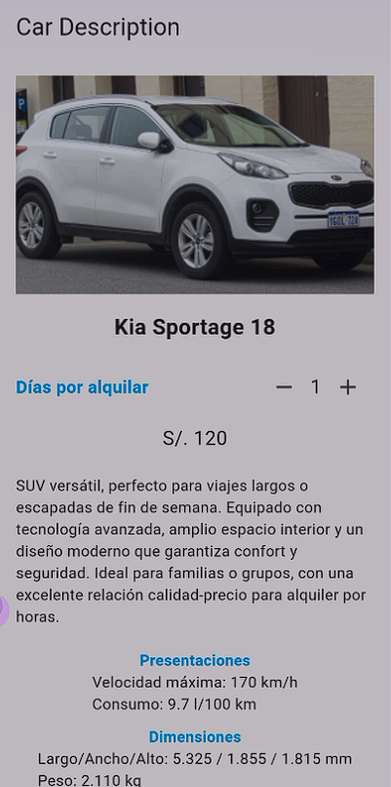 Car Description
P
1GOL-724
Kia Sportage 18
Días por alquilar
— 1 +
S/. 120
SUV versátil, perfecto para viajes largos o
escapadas de fin de semana. Equipado con
tecnología avanzada, amplio espacio interior y un
diseño moderno que garantiza confort y
seguridad. Ideal para familias o grupos, con una
excelente relación calidad-precio para alquiler por
horas.
Presentaciones
Velocidad máxima: 170 km/h
Consumo: 9.7 l/100 km
Dimensiones
Largo/Ancho/Alto: 5.325 / 1.855 / 1.815 mm
Peso: 2.110 kg